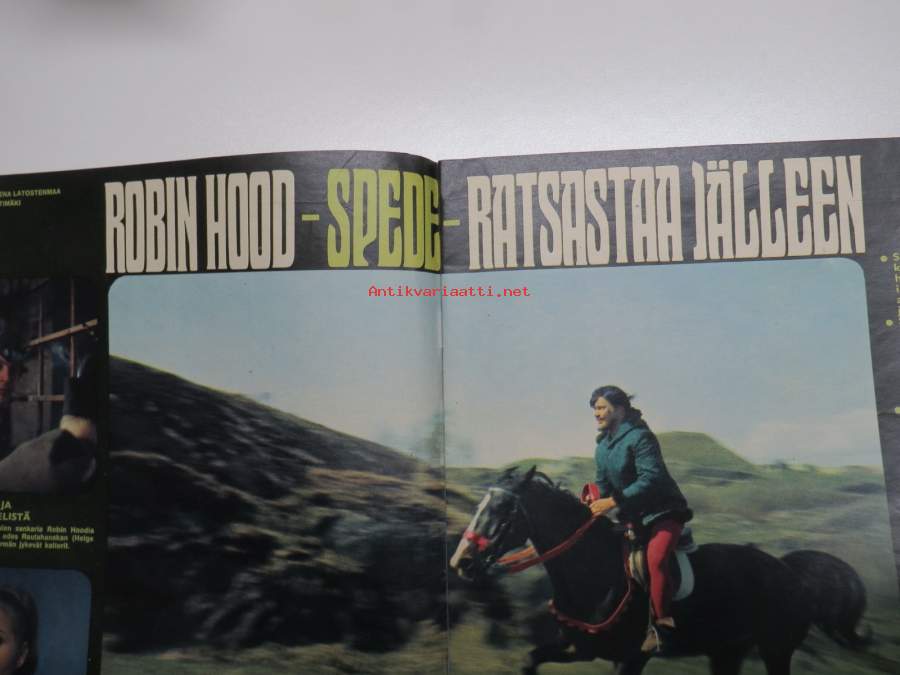 ENA LATOSTENMAA
TIMÄKI
ROBIN HOOD - SPEDE - RATSASTAA JÄLLEEN
Antikvariaatti.net
JA
ELISTÄ
sankaria Robin Hoodia
edes Rautahanskan (Helge
jykevät kallerit.